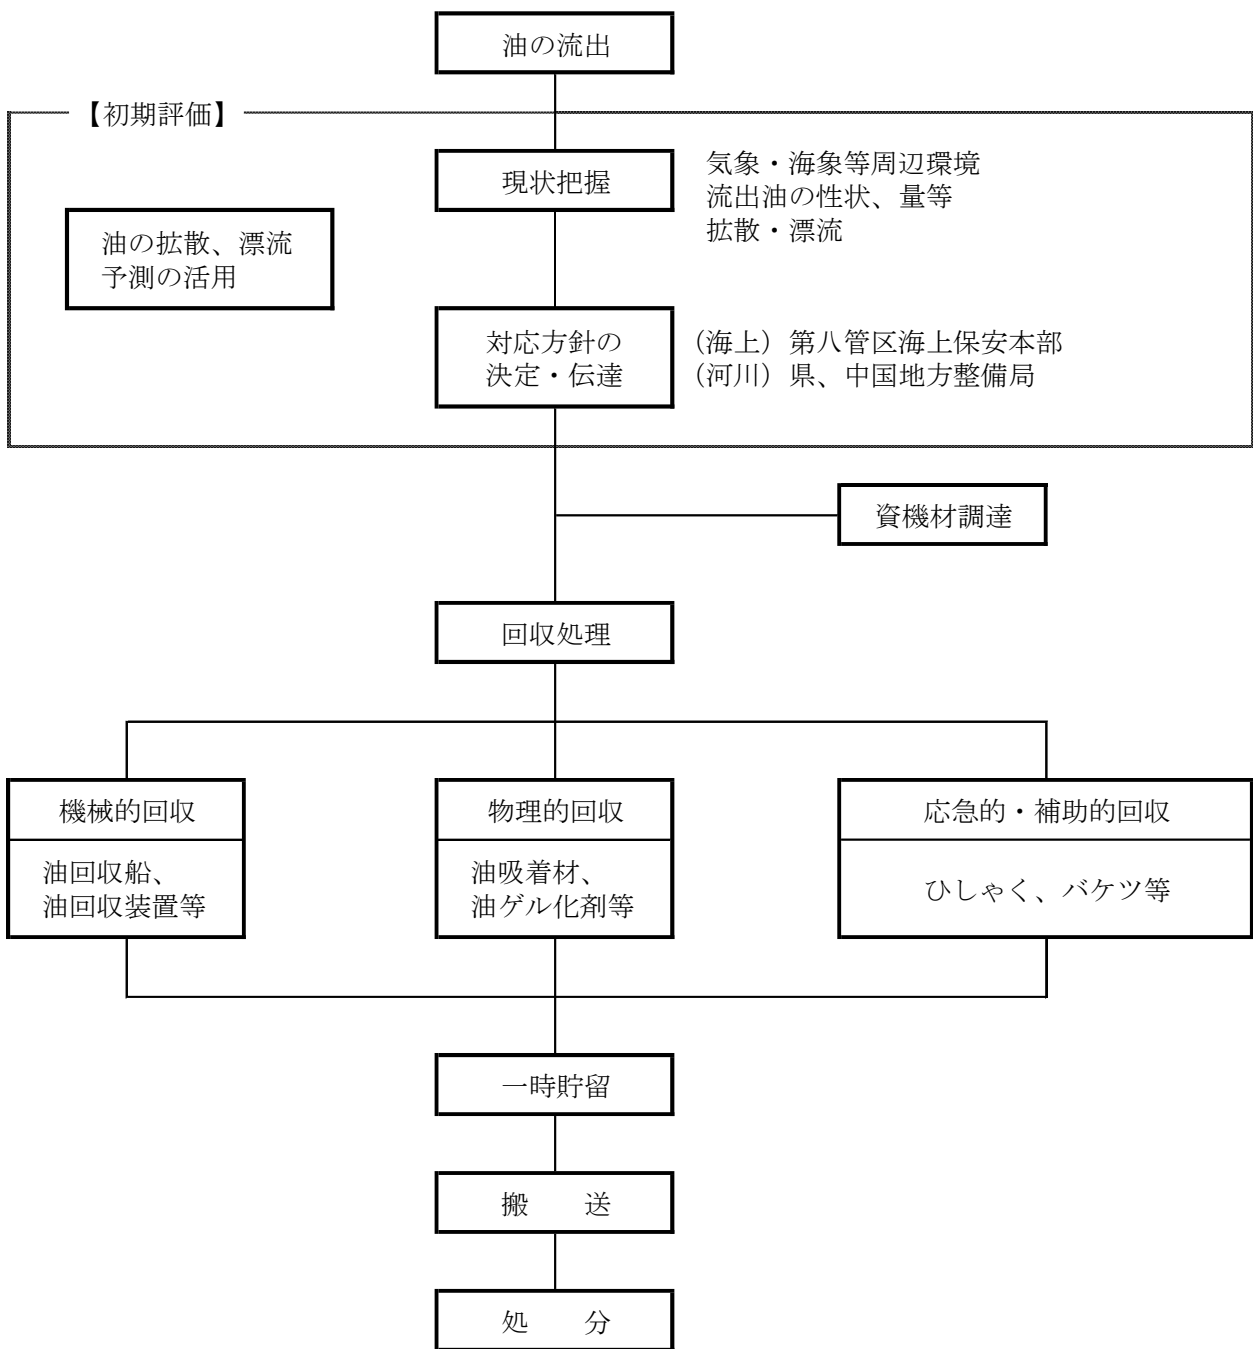 油の流出
【初期評価】
現状把握
気象・海象等周辺環境
流出油の性状、量等
拡散・漂流
油の拡散、漂流
予測の活用
対応方針の
決定・伝達
(海上)第八管区海上保安本部
(河川)県、中国地方整備局
資機材調達
回収処理
機械的回収
油回収船、
油回収装置等
物理的回収
油吸着材、
油ゲル化剤等
応急的・補助的回収
ひしゃく、バケツ等
一時貯留
搬　　送
処　　分